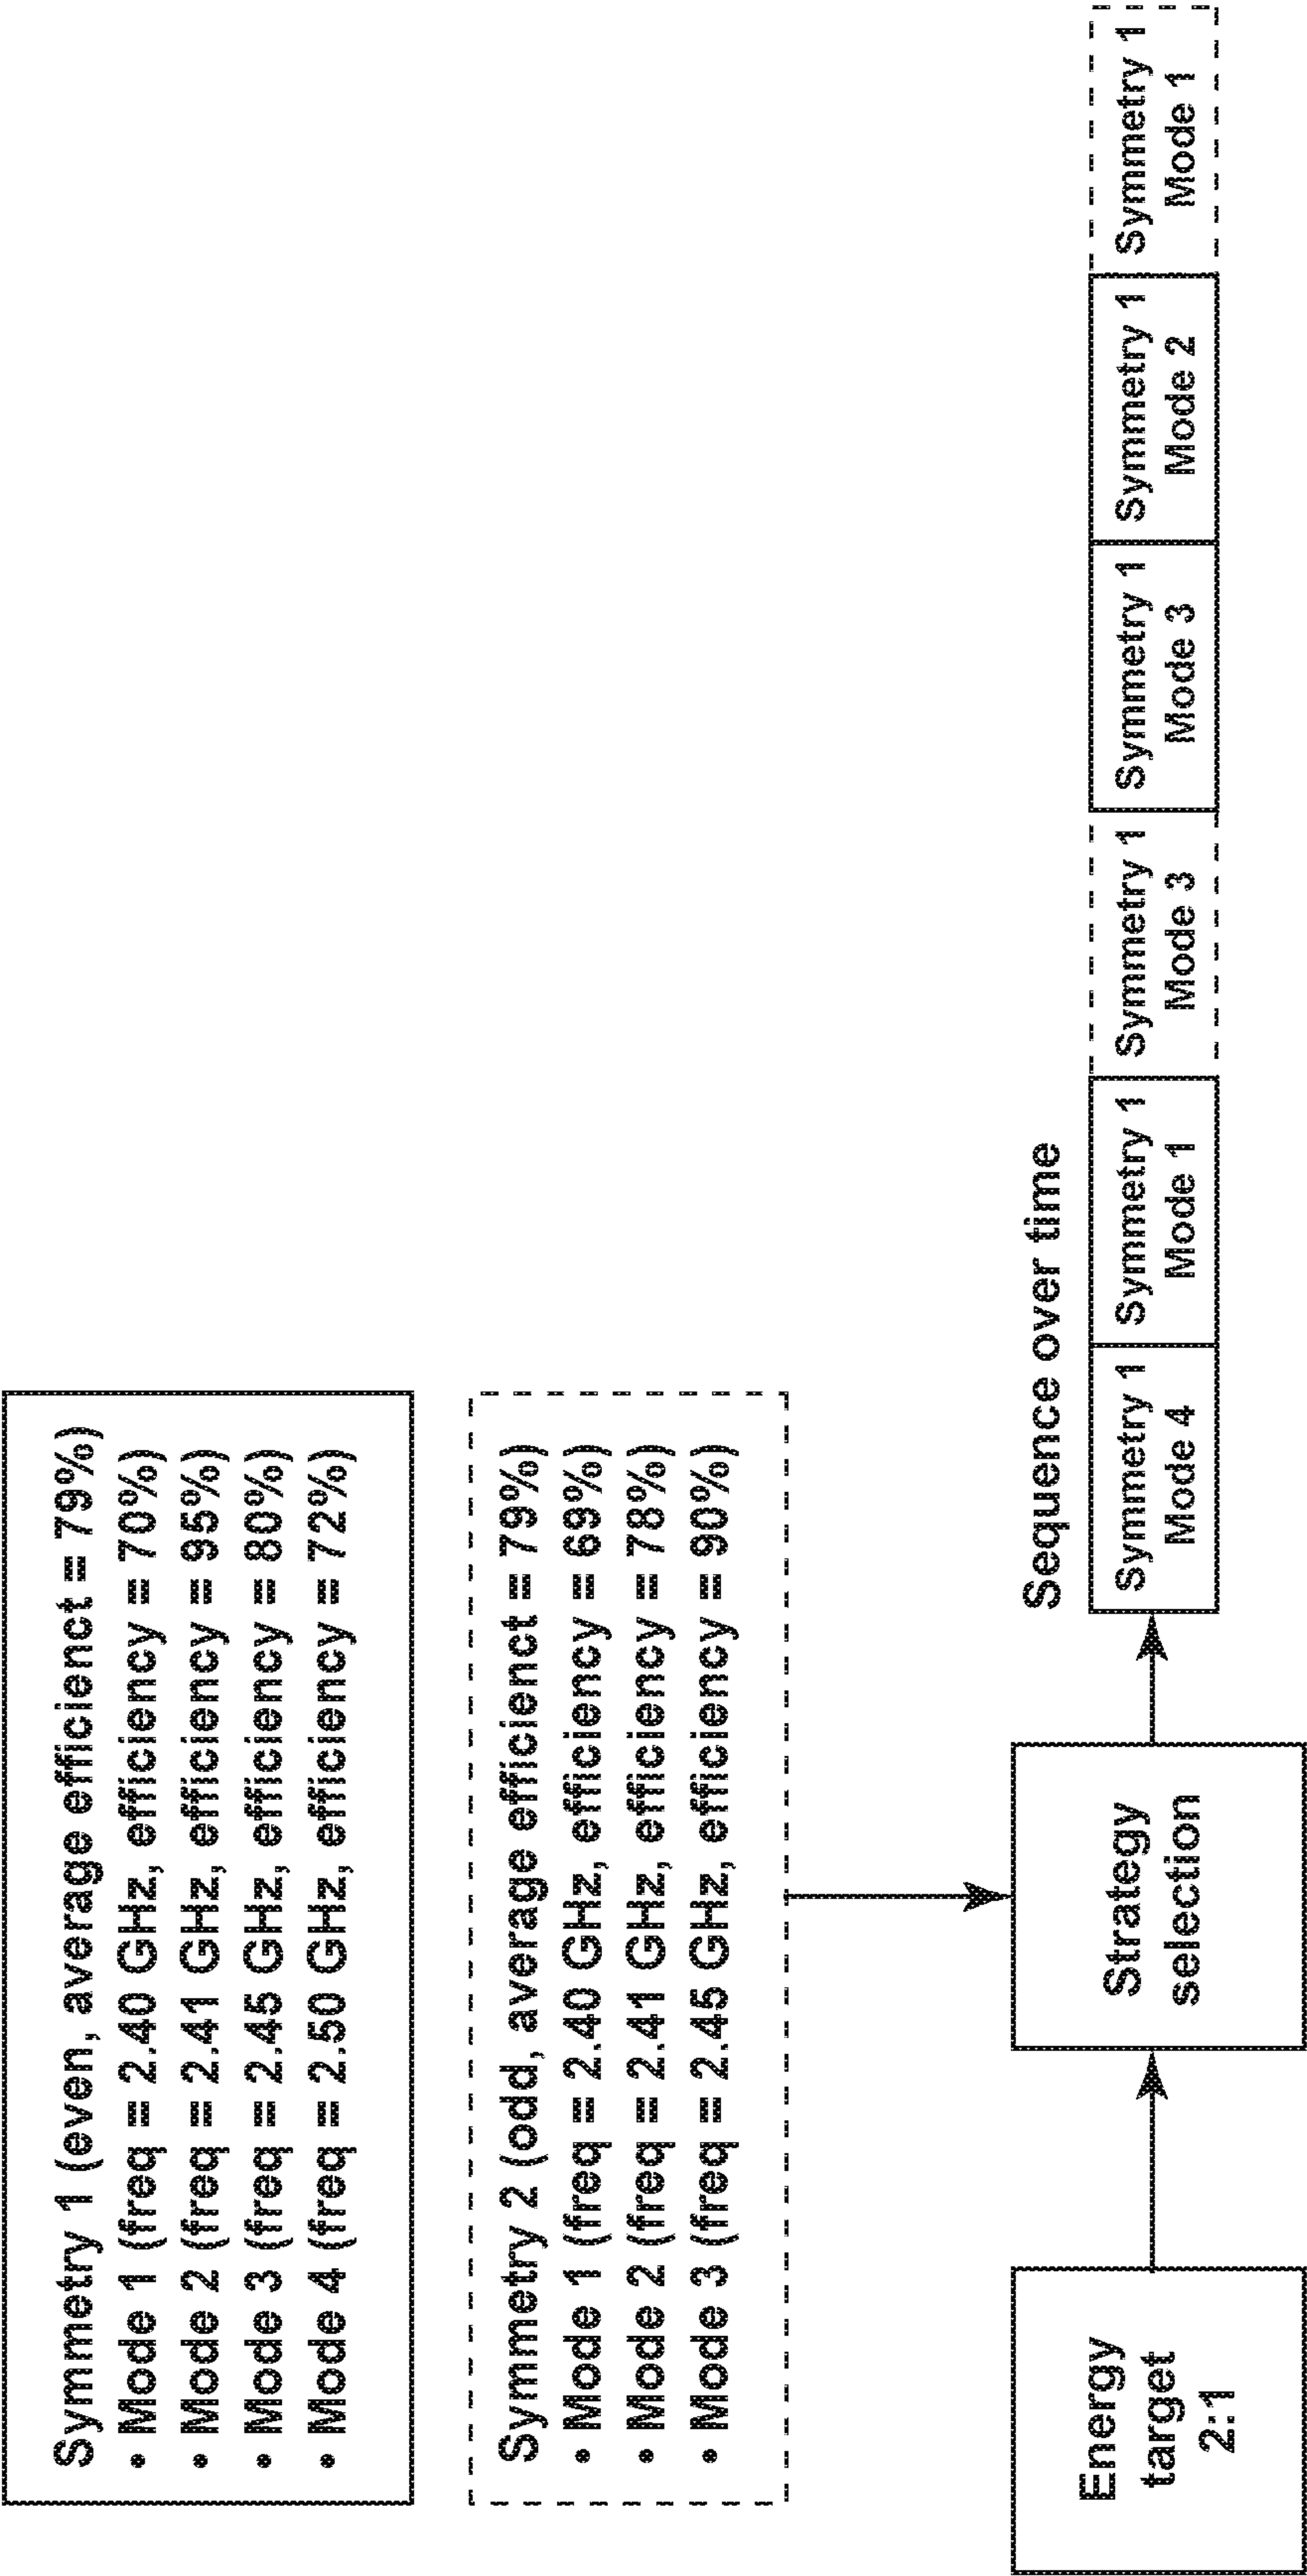 Symmetry 1 (even, average efficienct = 79%)
• Mode 1 (freq = 2.40 GHz, efficiency = 70%)
• Mode 2 (freq = 2.41 GHz, efficiency = 95%)
• Mode 3 (freq = 2.45 GHz, efficiency = 80%)
• Mode 4 (freq = 2.50 GHz, efficiency = 72%)
Symmetry 2 (odd, average efficienct = 79%)
• Mode 1 (freq = 2.40 GHz, efficiency = 69%)
• Mode 2 (freq = 2.41 GHz, efficiency = 78%)
• Mode 3 (freq = 2.45 GHz, efficiency = 90%)
Energy
target
2:1
Strategy
selection
Sequence over time
Symmetry 1
Mode 4
Symmetry 1
Mode 1
Symmetry 1
Mode 3
Symmetry 1
Mode 3
Symmetry 1
Mode 2
Symmetry 1
Mode 1